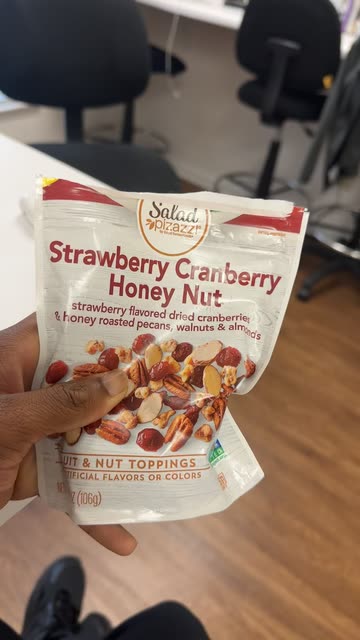 Salad
pizazz!
Strawberry Cranberry
Honey Nut
strawberry flavored dried cranberries
& honey roasted pecans, walnuts & almonds
UIT & NUT TOPPINGS
TIFICIAL FLAVORS OR COLORS
Z (106g)